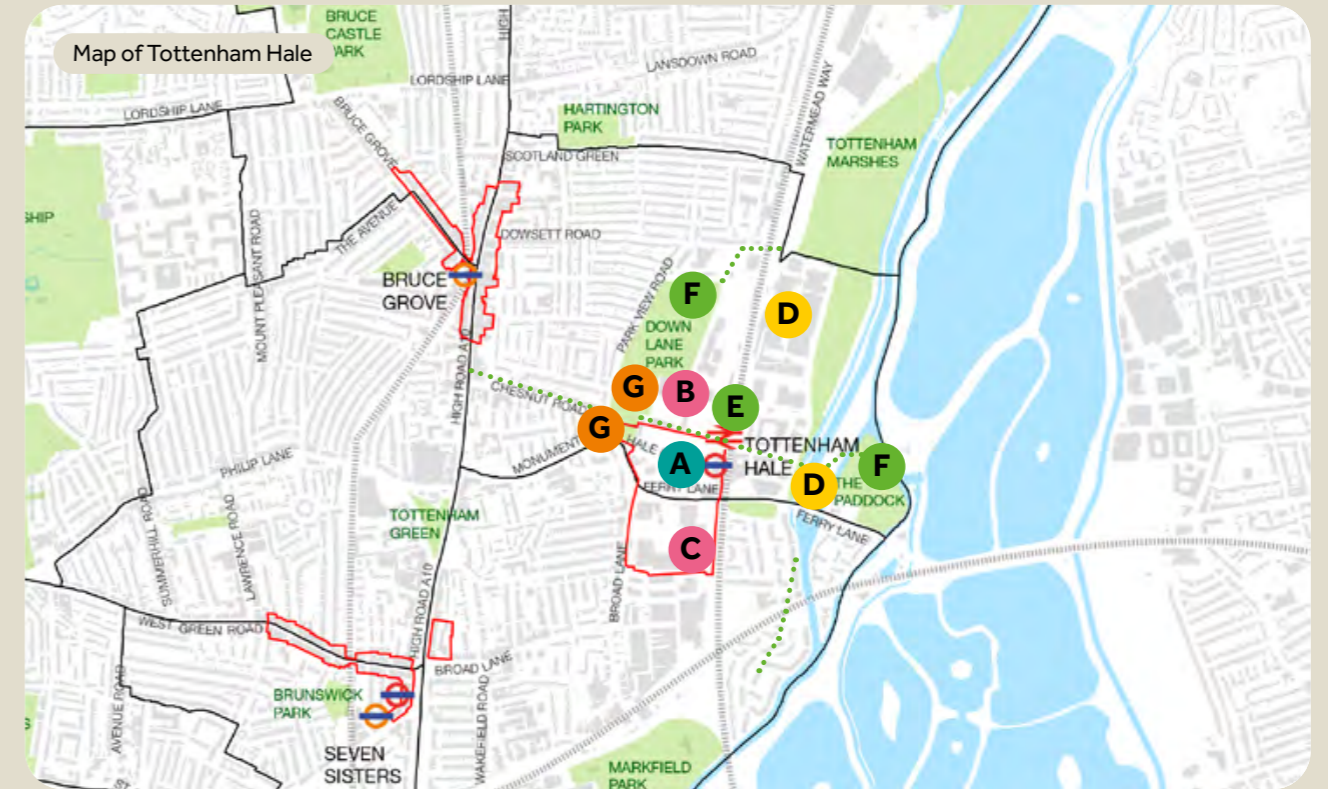 Map of Tottenham Hale
BRUCE
CASTLE
PARK
HIGH
LORDSHIP LANE
LANSDOWN ROAD
LORDSHIP LANE
BRUCE GROVE
HARTINGTON
PARK
WATERMEAD WAY
TOTTENHAM
MARSHES
SCOTLAND GREEN
SHIP
MOUNT PLEASANT ROAD
THE AVENUE
DOWSETT ROAD
BRUCE
GROVE
PARK VIEW ROAD
F
D
DOWN
LANE
PARK
HIGH ROAD A10
CHESNUT ROAD
G
B
E
G
MONUMENT
HALE
A
TOTTENHAM
HALE
F
D
THE
PADDOCK
FERRY LANE
FERRY LANE
PHILIP LANE
SUMMERHILL ROAD
LAWRENCE ROAD
TOTTENHAM
GREEN
C
BROAD LANE
HIGH ROAD A10
WEST GREEN ROAD
BROAD LANE
AVENUE ROAD
BRUNSWICK
PARK
WAKEFIELD ROAD
SEVEN
SISTERS
MARKFIELD
PARK
S
ST